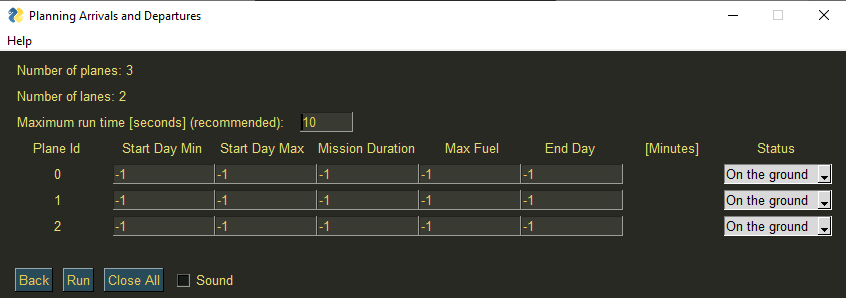 Planning Arrivals and Departures
Help
Number of planes: 3
Number of lanes: 2
Maximum run time [seconds] (recommended): 10
Plane Id Start Day Min Start Day Max Mission Duration Max Fuel End Day [Minutes] Status
0 -1 -1 -1 -1 -1 On the ground
1 -1 -1 -1 -1 -1 On the ground
2 -1 -1 -1 -1 -1 On the ground
Back Run Close All Sound